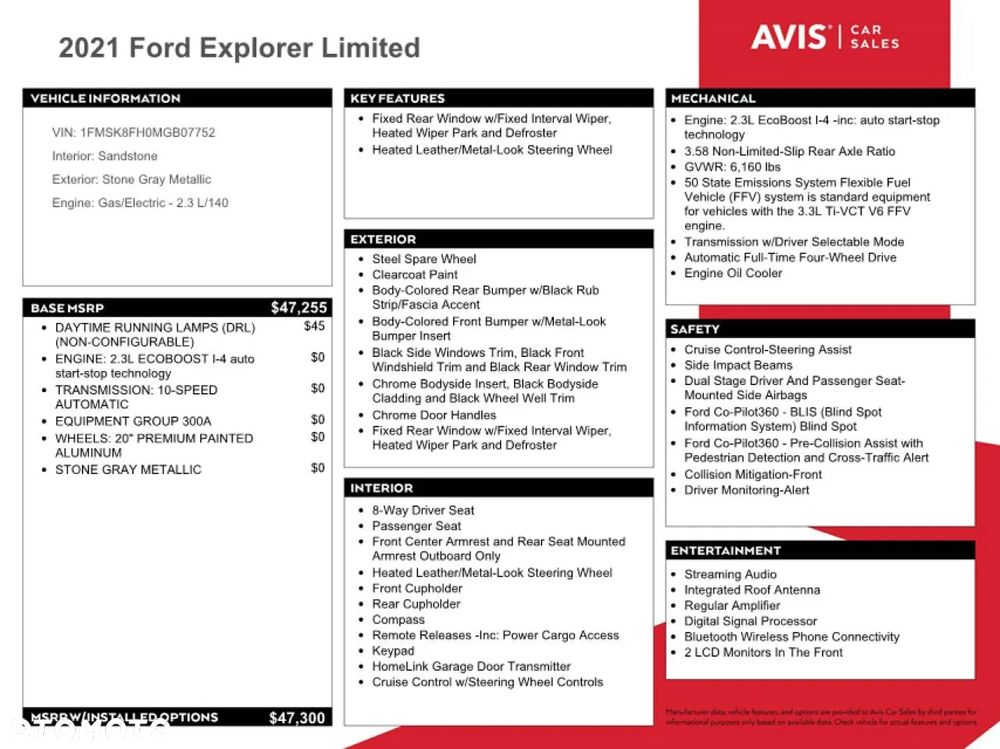 2021 Ford Explorer Limited
AVIS® | CAR
SALES
VEHICLE INFORMATION
VIN: 1FMSK8FH0MGB07752
Interior: Sandstone
Exterior: Stone Gray Metallic
Engine: Gas/Electric - 2.3 L/140
BASE MSRP $47,255
• DAYTIME RUNNING LAMPS (DRL) $45
(NON-CONFIGURABLE)
• ENGINE: 2.3L ECOBOOST I-4 auto $0
start-stop technology
• TRANSMISSION: 10-SPEED $0
AUTOMATIC
• EQUIPMENT GROUP 300A $0
• WHEELS: 20" PREMIUM PAINTED $0
ALUMINUM
• STONE GRAY METALLIC $0
MSRP W/INSTALLED OPTIONS $47,300
OTOMOTO
KEY FEATURES
• Fixed Rear Window w/Fixed Interval Wiper,
Heated Wiper Park and Defroster
• Heated Leather/Metal-Look Steering Wheel
EXTERIOR
• Steel Spare Wheel
• Clearcoat Paint
• Body-Colored Rear Bumper w/Black Rub
Strip/Fascia Accent
• Body-Colored Front Bumper w/Metal-Look
Bumper Insert
• Black Side Windows Trim, Black Front
Windshield Trim and Black Rear Window Trim
• Chrome Bodyside Insert, Black Bodyside
Cladding and Black Wheel Well Trim
• Chrome Door Handles
• Fixed Rear Window w/Fixed Interval Wiper,
Heated Wiper Park and Defroster
INTERIOR
• 8-Way Driver Seat
• Passenger Seat
• Front Center Armrest and Rear Seat Mounted
Armrest Outboard Only
• Heated Leather/Metal-Look Steering Wheel
• Front Cupholder
• Rear Cupholder
• Compass
• Remote Releases -Inc: Power Cargo Access
• Keypad
• HomeLink Garage Door Transmitter
• Cruise Control w/Steering Wheel Controls
MECHANICAL
• Engine: 2.3L EcoBoost I-4 -inc: auto start-stop
technology
• 3.58 Non-Limited-Slip Rear Axle Ratio
• GVWR: 6,160 lbs
• 50 State Emissions System Flexible Fuel
Vehicle (FFV) system is standard equipment
for vehicles with the 3.3L Ti-VCT V6 FFV
engine.
• Transmission w/Driver Selectable Mode
• Automatic Full-Time Four-Wheel Drive
• Engine Oil Cooler
SAFETY
• Cruise Control-Steering Assist
• Side Impact Beams
• Dual Stage Driver And Passenger Seat-
Mounted Side Airbags
• Ford Co-Pilot360 - BLIS (Blind Spot
Information System) Blind Spot
• Ford Co-Pilot360 - Pre-Collision Assist with
Pedestrian Detection and Cross-Traffic Alert
• Collision Mitigation-Front
• Driver Monitoring-Alert
ENTERTAINMENT
• Streaming Audio
• Integrated Roof Antenna
• Regular Amplifier
• Digital Signal Processor
• Bluetooth Wireless Phone Connectivity
• 2 LCD Monitors In The Front
Manufacturer data, vehicle features, and options are provided to Avis Car Sales by third parties for
informational purposes only based on available data. Check vehicle for actual features and options